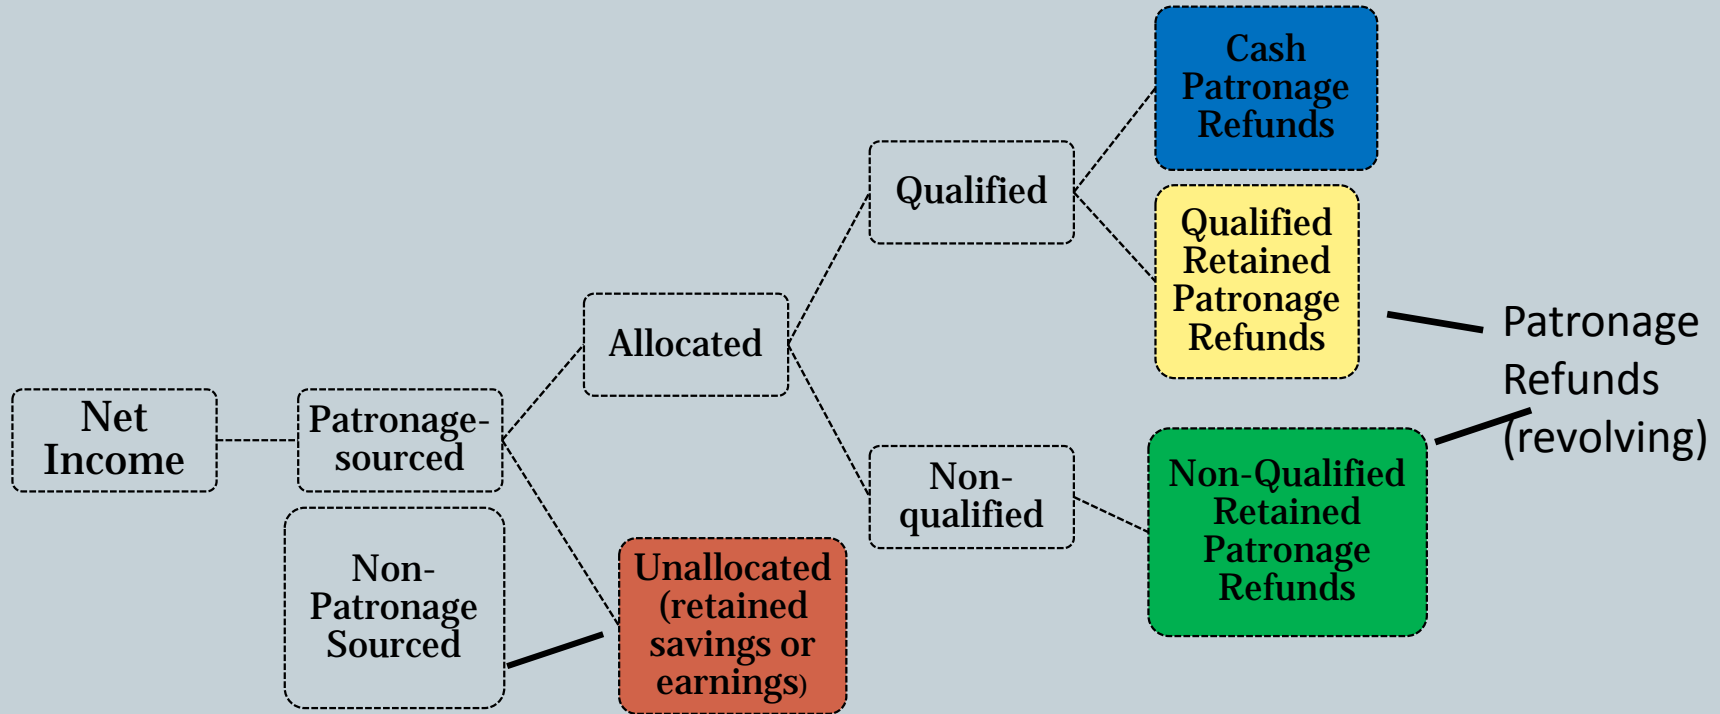 Net
Income
Patronage-
sourced
Non-
Patronage
Sourced
Allocated
Unallocated
(retained
savings or
earnings)
Qualified
Non-
qualified
Cash
Patronage
Refunds
Qualified
Retained
Patronage
Refunds
Non-Qualified
Retained
Patronage
Refunds
Patronage
Refunds
(revolving)